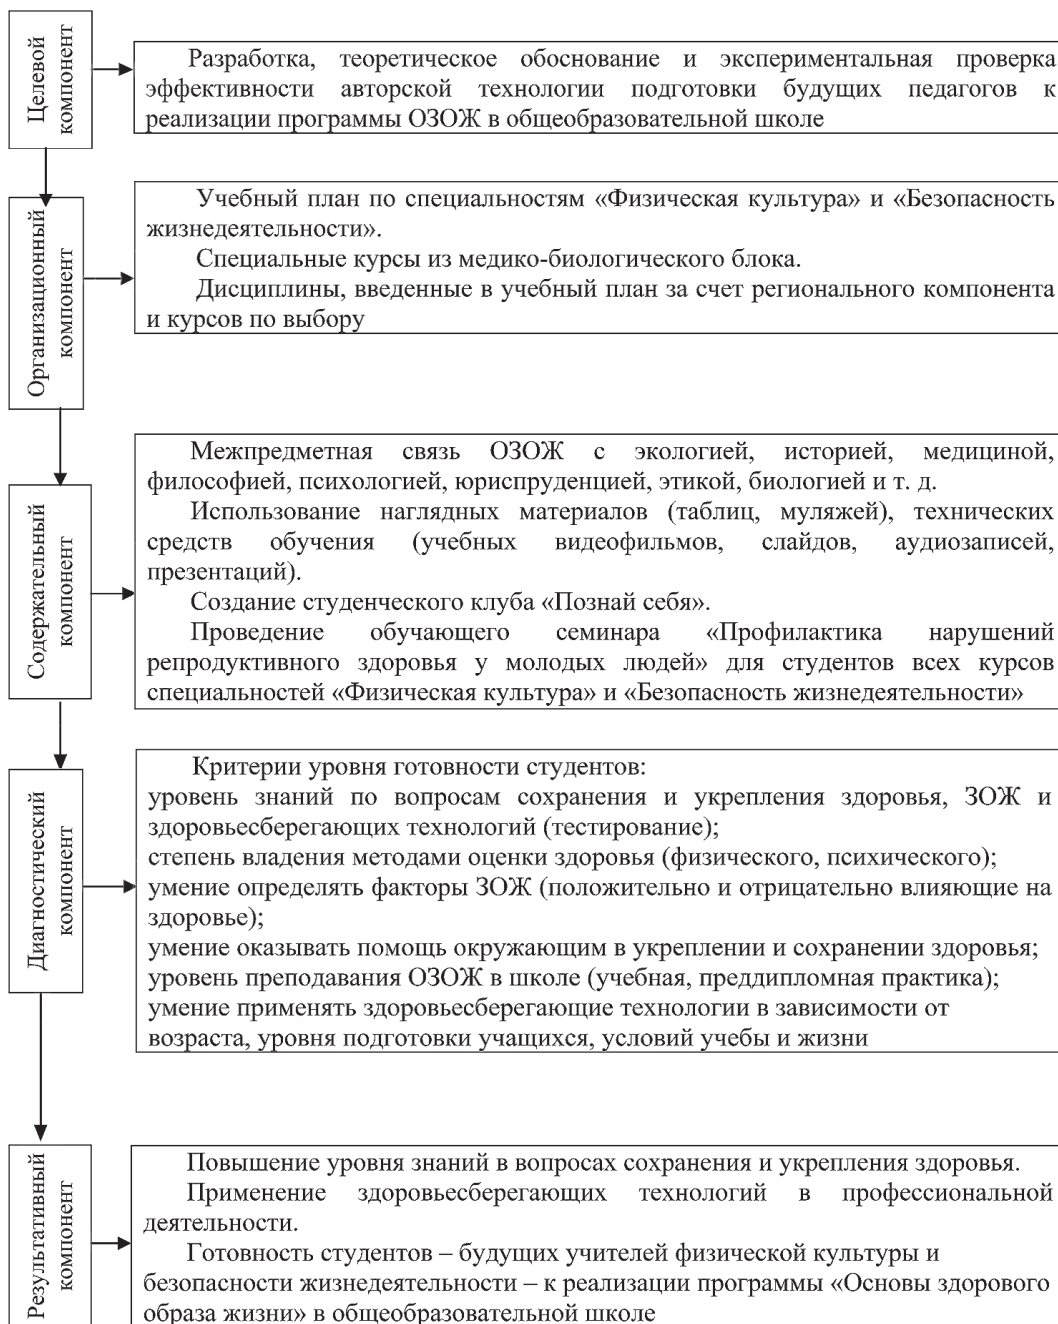 Целевой
компонент
Разработка, теоретическое обоснование и экспериментальная проверка
эффективности авторской технологии подготовки будущих педагогов к
реализации программы ОЗОЖ в общеобразовательной школе
Организационный
компонент
Учебный план по специальностям «Физическая культура» и «Безопасность
жизнедеятельности».
Специальные курсы из медико-биологического блока.
Дисциплины, введенные в учебный план за счет регионального компонента
и курсов по выбору
Содержательный
компонент
Межпредметная связь ОЗОЖ с экологией, историей, медициной,
философией, психологией, юриспруденцией, этикой, биологией и т. д.
Использование наглядных материалов (таблиц, муляжей), технических
средств обучения (учебных видеофильмов, слайдов, аудиозаписей,
презентаций).
Создание студенческого клуба «Познай себя».
Проведение обучающего семинара «Профилактика нарушений
репродуктивного здоровья у молодых людей» для студентов всех курсов
специальностей «Физическая культура» и «Безопасность жизнедеятельности»
Диагностический
компонент
Критерии уровня готовности студентов:
уровень знаний по вопросам сохранения и укрепления здоровья, ЗОЖ и
здоровьесберегающих технологий (тестирование);
степень владения методами оценки здоровья (физического, психического);
умение определять факторы ЗОЖ (положительно и отрицательно влияющие на
здоровье);
умение оказывать помощь окружающим в укреплении и сохранении здоровья;
уровень преподавания ОЗОЖ в школе (учебная, преддипломная практика);
умение применять здоровьесберегающие технологии в зависимости от
возраста, уровня подготовки учащихся, условий учебы и жизни
Результативный
компонент
Повышение уровня знаний в вопросах сохранения и укрепления здоровья.
Применение здоровьесберегающих технологий в профессиональной
деятельности.
Готовность студентов – будущих учителей физической культуры и
безопасности жизнедеятельности – к реализации программы «Основы здорового
образа жизни» в общеобразовательной школе